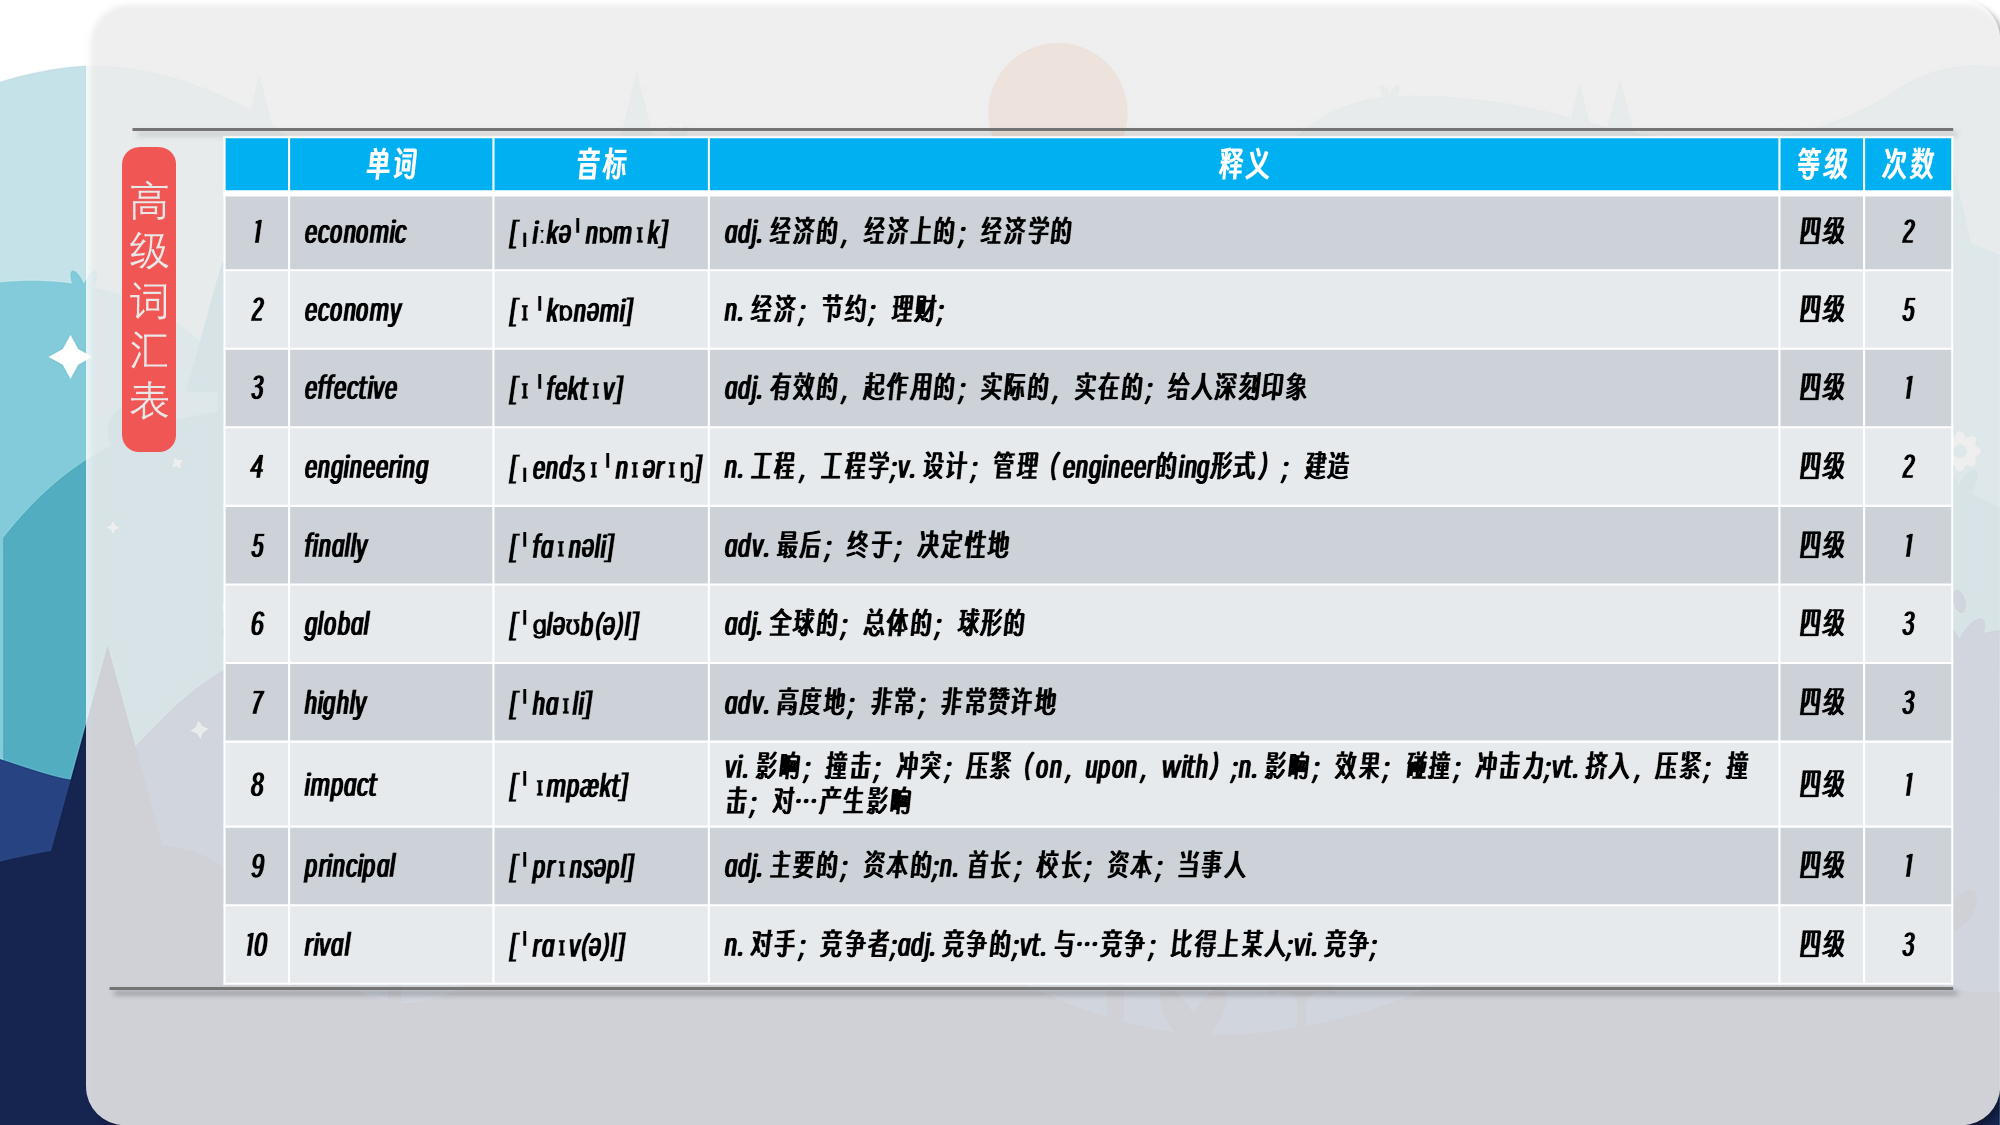 高级词汇表
单词 音标 释义 等级 次数
1 economic [ˌiːkəˈnɒmɪk] adj. 经济的，经济上的；经济学的 四级 2
2 economy [ɪˈkɒnəmi] n. 经济；节约；理财; 四级 5
3 effective [ɪˈfektɪv] adj. 有效的，起作用的；实际的，实在的；给人深刻印象 四级 1
4 engineering [ˌendʒɪˈnɪərɪŋ] n. 工程，工程学;v. 设计；管理（engineer的ing形式）；建造 四级 2
5 finally [ˈfaɪnəli] adv. 最后；终于；决定性地 四级 1
6 global [ˈɡləʊb(ə)l] adj. 全球的；总体的；球形的 四级 3
7 highly [ˈhaɪli] adv. 高度地；非常；非常赞许地 四级 3
8 impact [ˈɪmpækt] vi. 影响；撞击；冲突；压紧（on，upon，with）;n. 影响；效果；碰撞；冲击力;vt. 挤入，压紧；撞
击；对…产生影响 四级 1
9 principal [ˈprɪnsəpl] adj. 主要的；资本的;n. 首长；校长；资本；当事人 四级 1
10 rival [ˈraɪv(ə)l] n. 对手；竞争者;adj. 竞争的;vt. 与…竞争；比得上某人;vi. 竞争; 四级 3